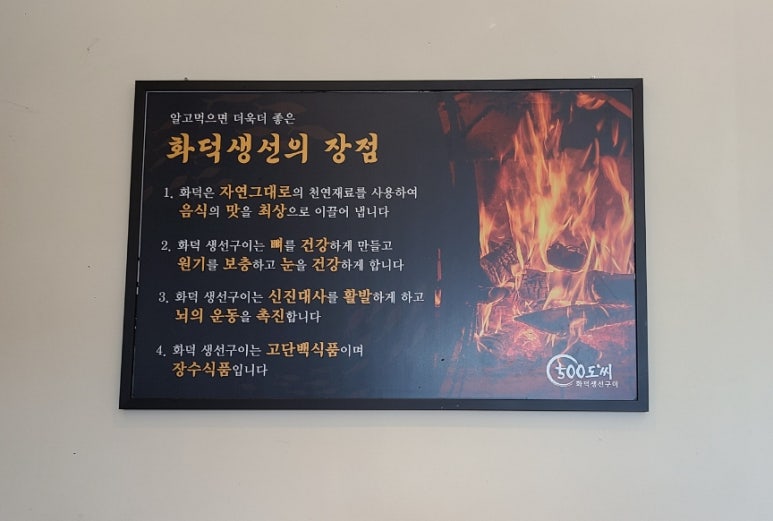 알고먹으면 더욱더 좋은
화덕생선의 장점
1. 화덕은 자연그대로의 천연재료를 사용하여
음식의 맛을 최상으로 이끌어 냅니다
2. 화덕 생선구이는 뼈를 건강하게 만들고
원기를 보충하고 눈을 건강하게 합니다
3. 화덕 생선구이는 신진대사를 활발하게 하고
뇌의 운동을 촉진합니다
4. 화덕 생선구이는 고단백식품이며
장수식품입니다
500도씨
화덕생선구이